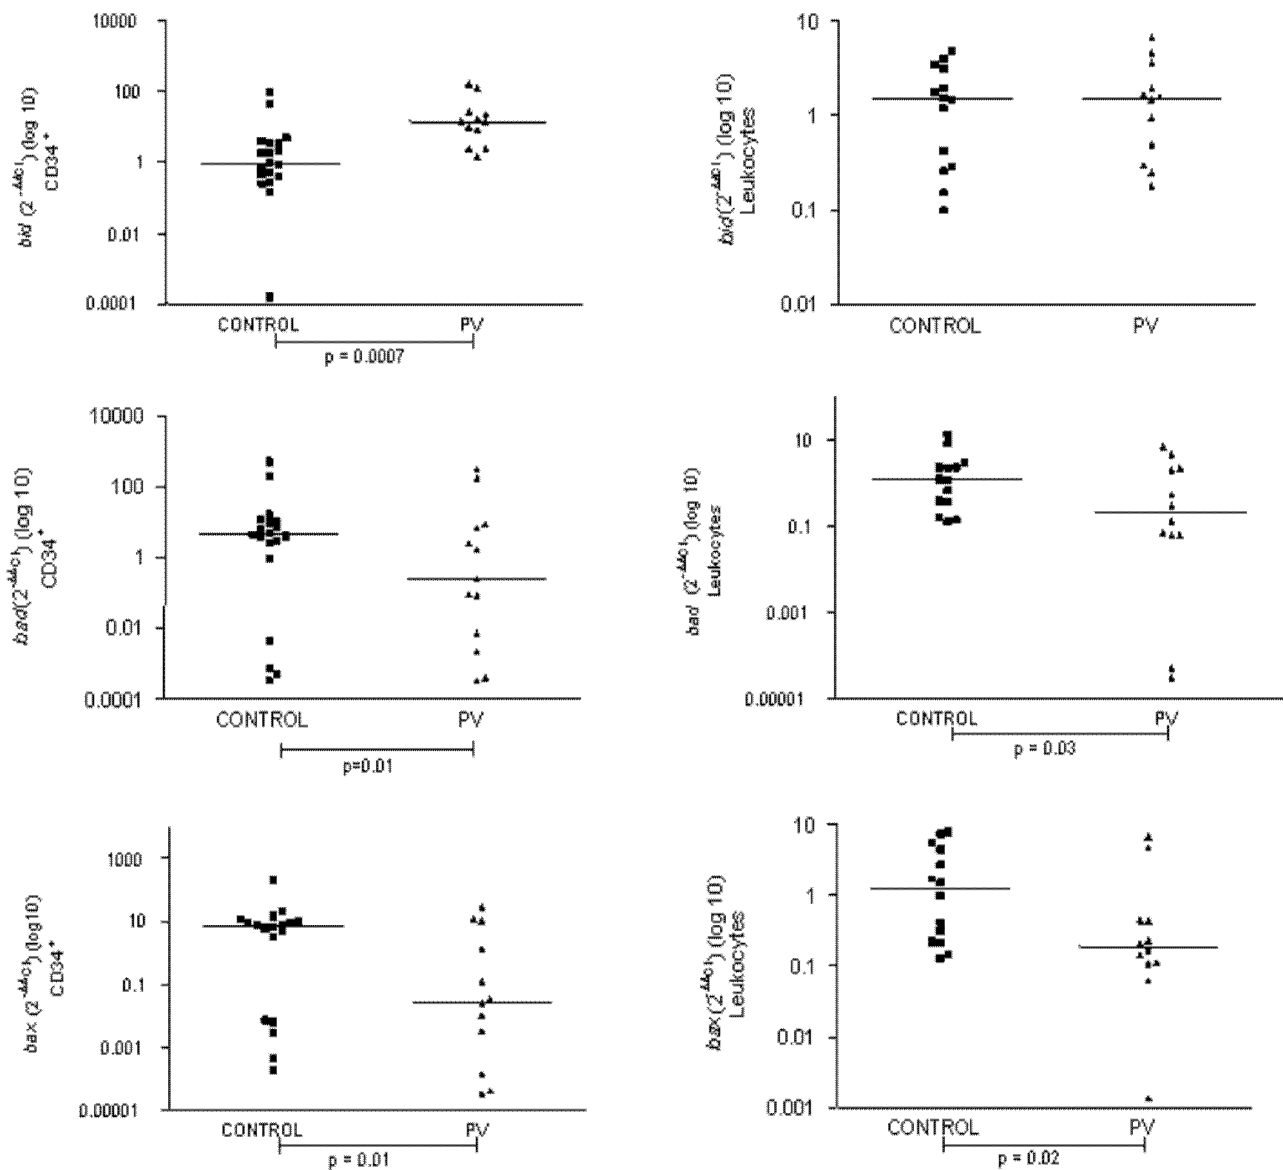 bid (2^-ΔΔCt) (log 10)
CD34+
10000
100
1
0.01
0.0001
CONTROL PV
p = 0.0007
bid (2^-ΔΔCt) (log 10)
Leukocytes
10
1
0.1
0.01
CONTROL PV
bad (2^-ΔΔCt) (log 10)
CD34+
10000
100
1
0.01
0.0001
CONTROL PV
p=0.01
bad (2^-ΔΔCt) (log 10)
Leukocytes
10
0.1
0.001
0.00001
CONTROL PV
p = 0.03
bax (2^-ΔΔCt) (log10)
CD34+
1000
10
0.1
0.001
0.00001
CONTROL PV
p = 0.01
bax (2^-ΔΔCt) (log 10)
Leukocytes
10
1
0.1
0.01
0.001
CONTROL PV
p = 0.02